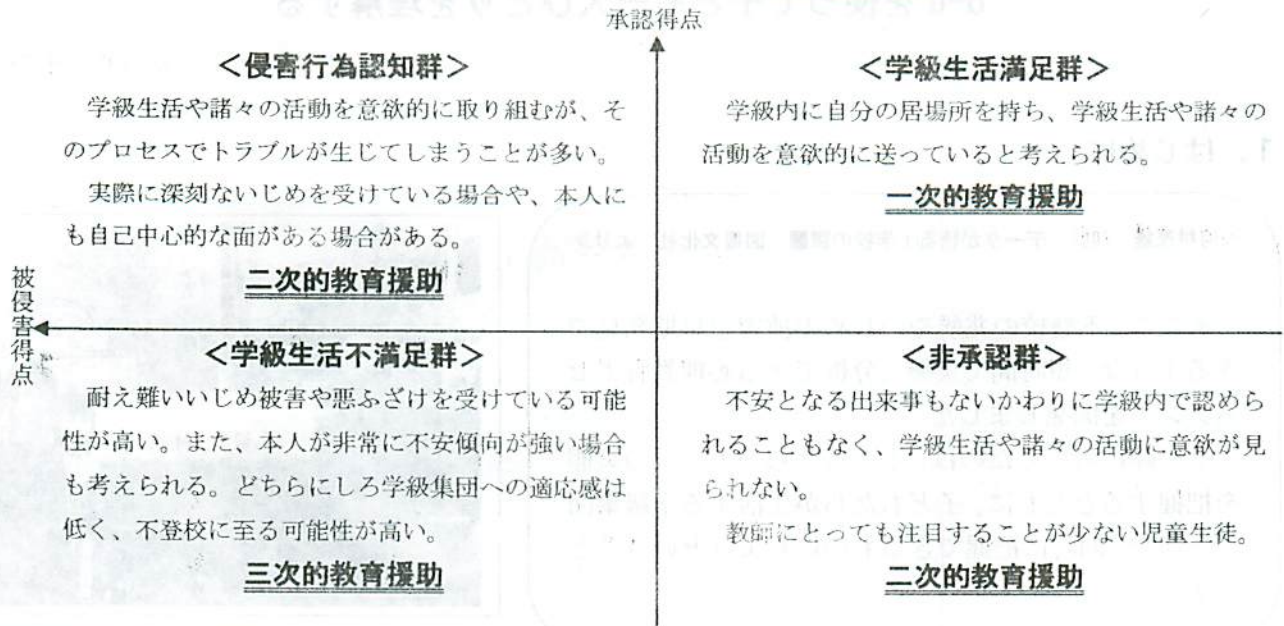 承認得点
＜侵害行為認知群＞
学級生活や諸々の活動を意欲的に取り組むが、そ
のプロセスでトラブルが生じてしまうことが多い。
実際に深刻ないじめを受けている場合や、本人に
も自己中心的な面がある場合がある。
二次的教育援助
＜学級生活満足群＞
学級内に自分の居場所を持ち、学級生活や諸々の
活動を意欲的に送っていると考えられる。
一次的教育援助
被侵害得点
＜学級生活不満足群＞
耐え難いいじめ被害や悪ふざけを受けている可能
性が高い。また、本人が非常に不安傾向が強い場合
も考えられる。どちらにしろ学級集団への適応感は
低く、不登校に至る可能性が高い。
三次的教育援助
＜非承認群＞
不安となる出来事もないかわりに学級内で認めら
れることもなく、学級生活や諸々の活動に意欲が見
られない。
教師にとっても注目することが少ない児童生徒。
二次的教育援助